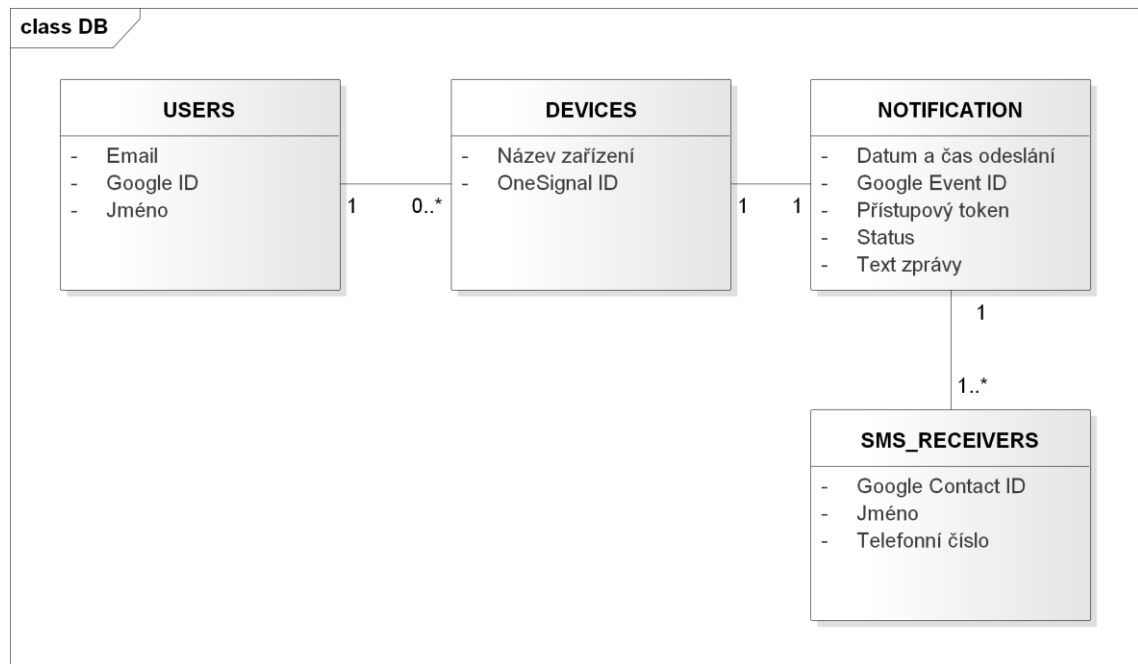 class DB
USERS
- Email
- Google ID
- Jméno
1
0..*
DEVICES
- Název zařízení
- OneSignal ID
1
1
NOTIFICATION
- Datum a čas odeslání
- Google Event ID
- Přístupový token
- Status
- Text zprávy
1
1..*
SMS_RECEIVERS
- Google Contact ID
- Jméno
- Telefonní číslo